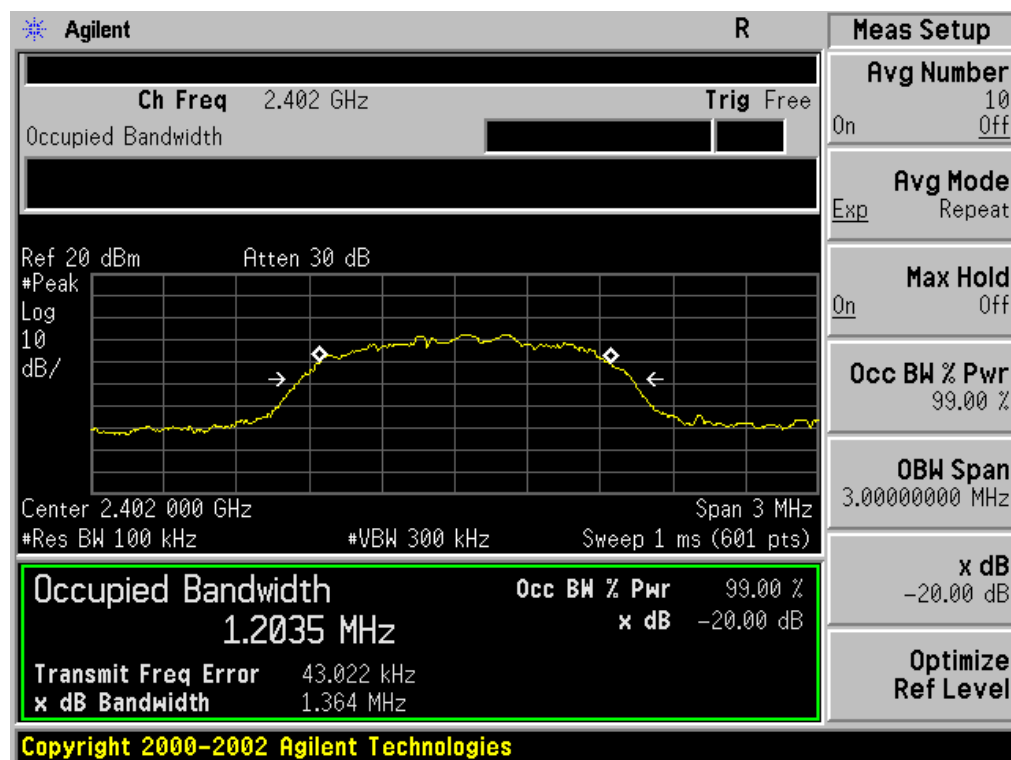 Agilent R Meas Setup
Ch Freq 2.402 GHz Trig Free
Occupied Bandwidth
Ref 20 dBm Atten 30 dB
#Peak
Log
10
dB/
Center 2.402 000 GHz Span 3 MHz
#Res BW 100 kHz #VBW 300 kHz Sweep 1 ms (601 pts)
Occupied Bandwidth Occ BW % Pwr 99.00 %
1.2035 MHz x dB -20.00 dB
Transmit Freq Error 43.022 kHz
x dB Bandwidth 1.364 MHz
Avg Number
10
On Off
Avg Mode
Exp Repeat
Max Hold
On Off
Occ BW % Pwr
99.00 %
OBW Span
3.00000000 MHz
x dB
-20.00 dB
Optimize
Ref Level
Copyright 2000-2002 Agilent Technologies